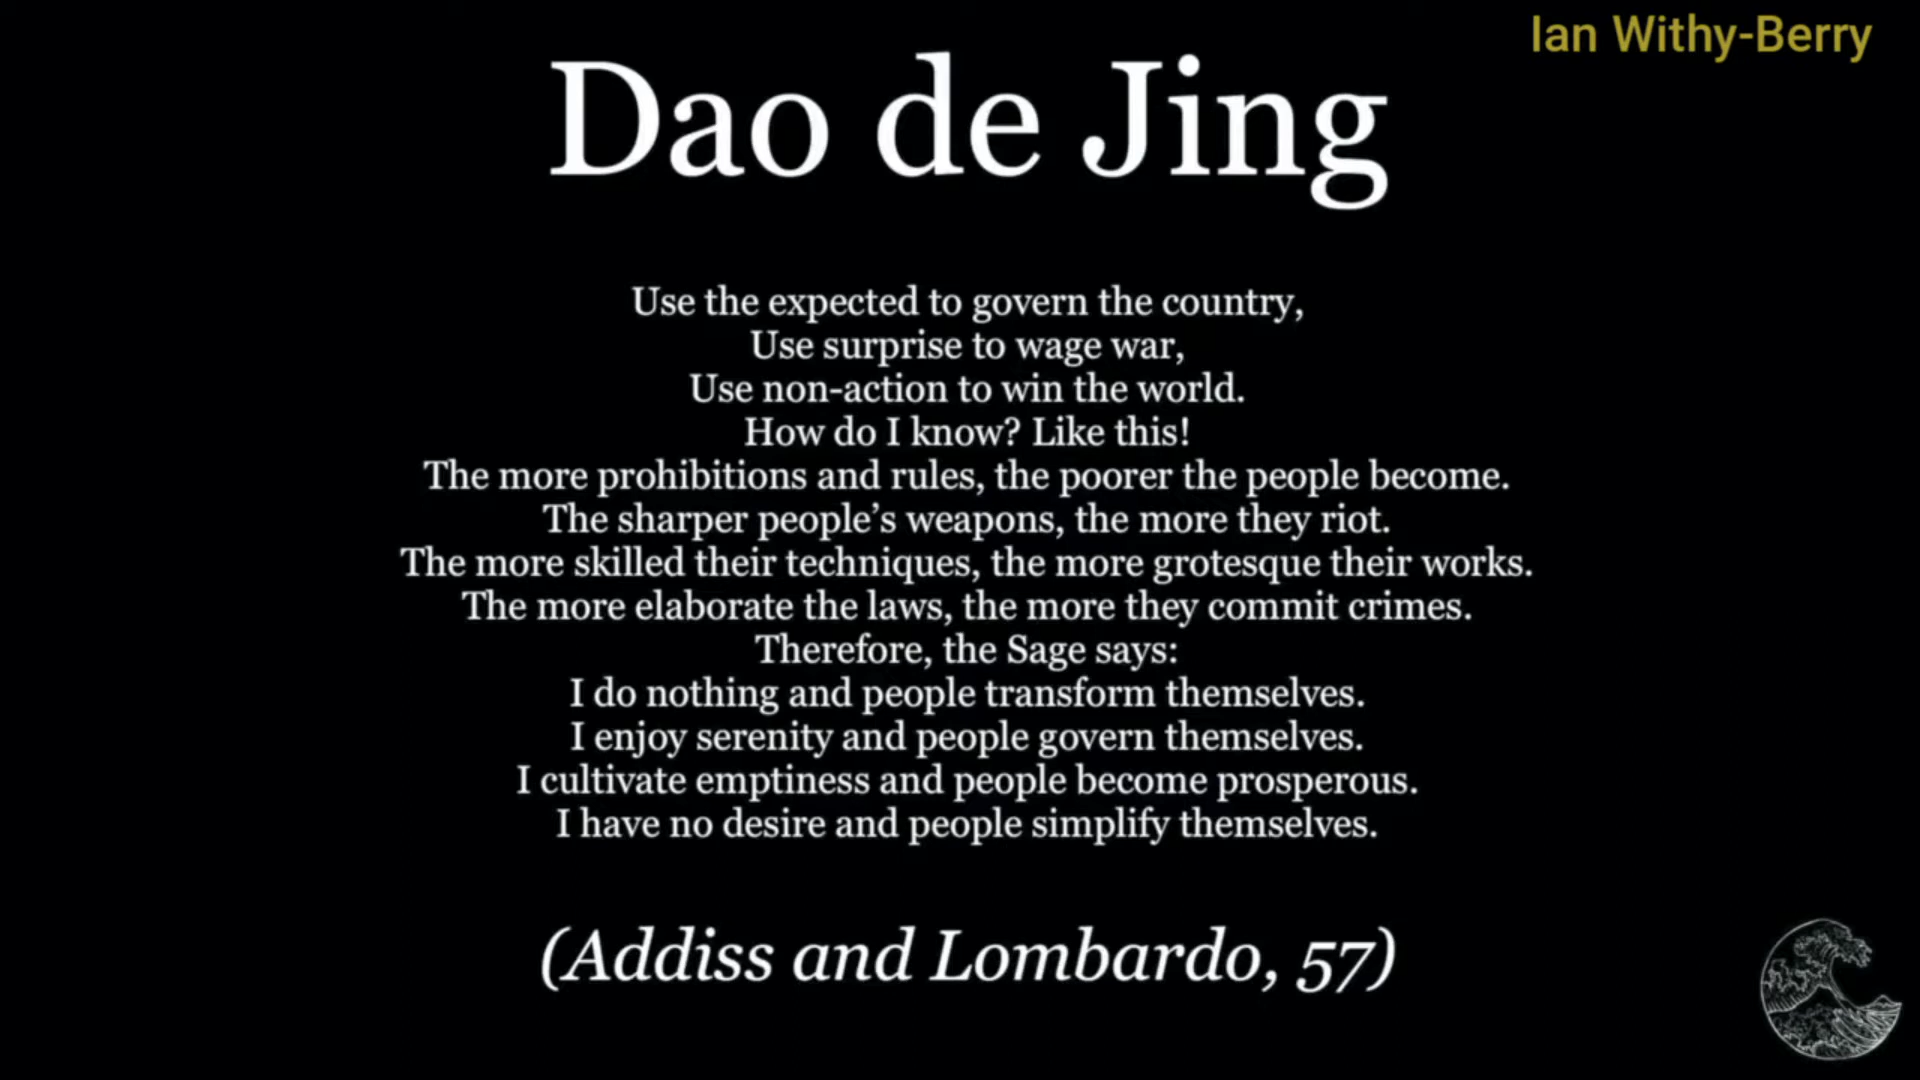 Ian Withy-Berry
Dao de Jing
Use the expected to govern the country,
Use surprise to wage war,
Use non-action to win the world.
How do I know? Like this!
The more prohibitions and rules, the poorer the people become.
The sharper people’s weapons, the more they riot.
The more skilled their techniques, the more grotesque their works.
The more elaborate the laws, the more they commit crimes.
Therefore, the Sage says:
I do nothing and people transform themselves.
I enjoy serenity and people govern themselves.
I cultivate emptiness and people become prosperous.
I have no desire and people simplify themselves.
(Addiss and Lombardo, 57)